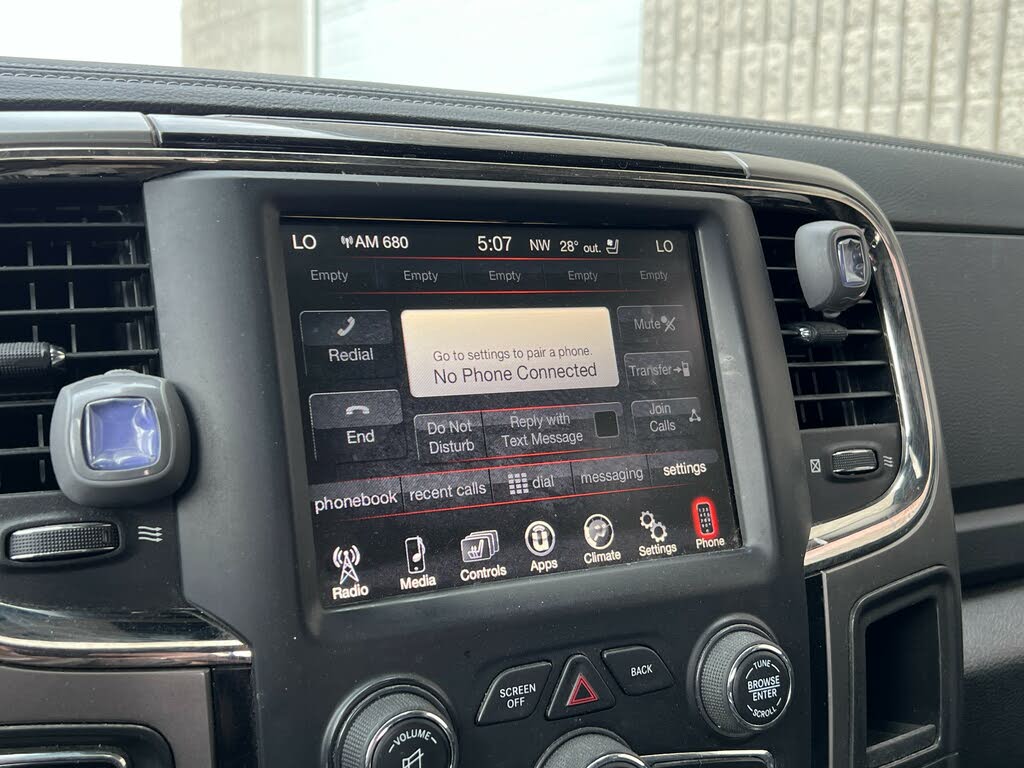 LO AM 680 5:07 NW 28° out. LO
Empty Empty Empty Empty Empty
Redial
Go to settings to pair a phone.
No Phone Connected
Mute
Transfer
End
Do Not
Disturb
Reply with
Text Message
Join
Calls
phonebook recent calls dial messaging settings
Radio Media Controls Apps Climate Settings Phone
SCREEN
OFF
BACK
VOLUME
TUNE
BROWSE
ENTER
SCROLL